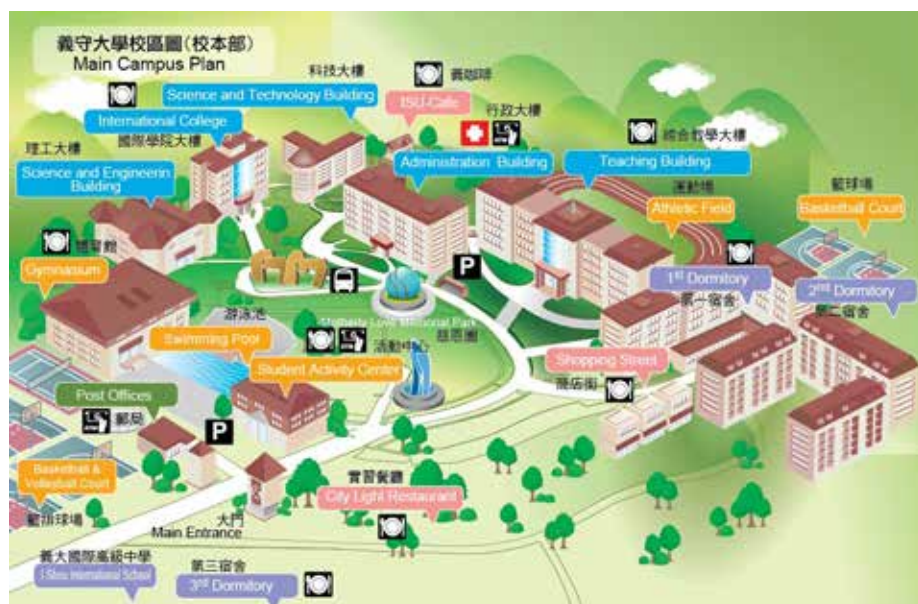 義守大學校區圖(校本部)
Main Campus Plan
科技大樓
Science and Technology Building
義咖啡
ISU-Cafe
International College
國際學院大樓
行政大樓
Administration Building
綜合教學大樓
Teaching Building
理工大樓
Science and Engineerin
Building
運動場
Athletic Field
籃球場
Basketball Court
體育館
Gymnasium
P
1st Dormitory
第一宿舍
2nd Dormitory
第二宿舍
Motherly Love Memorial Park
慈恩園
游泳池
Swimming Pool
活動中心
Student Activity Center
Shopping Street
商店街
Post Offices
郵局
P
Basketball &
Volleyball Court
籃排球場
實習餐廳
City Light Restaurant
大門
Main Entrance
義大國際高級中學
I-Shou International School
第三宿舍
3rd Dormitory